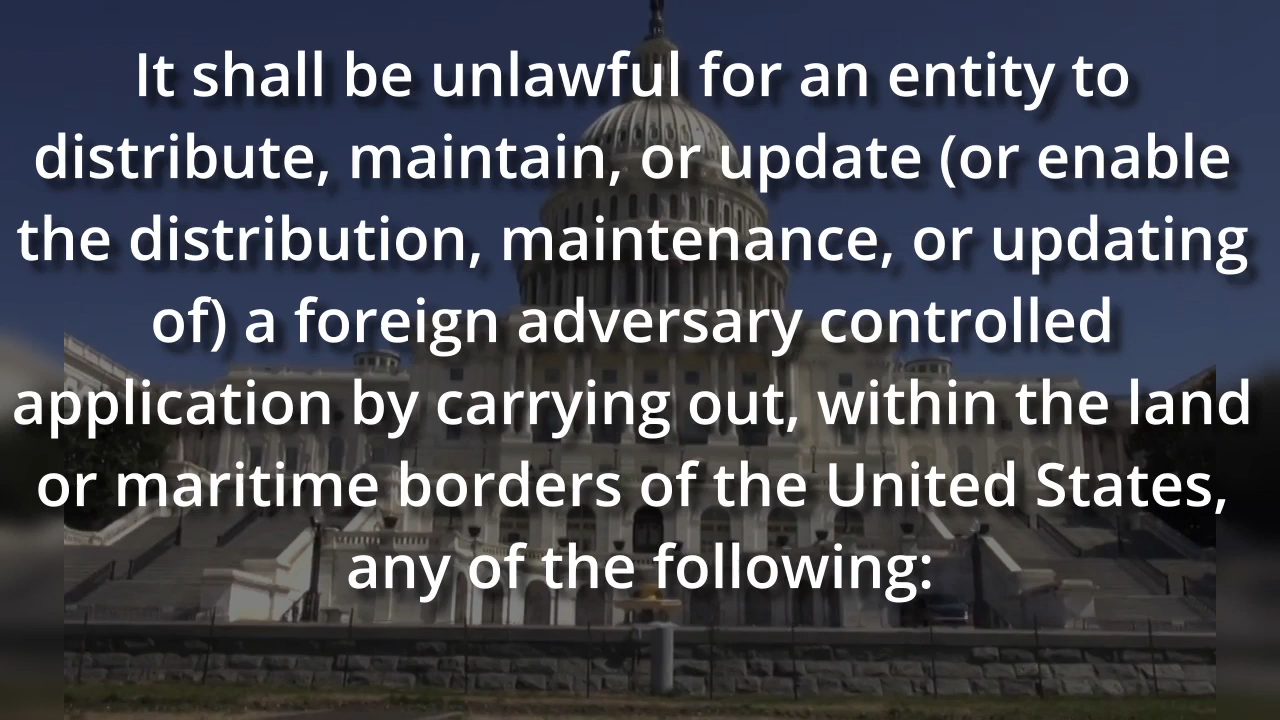 It shall be unlawful for an entity to
distribute, maintain, or update (or enable
the distribution, maintenance, or updating
of) a foreign adversary controlled
application by carrying out, within the land
or maritime borders of the United States,
any of the following: